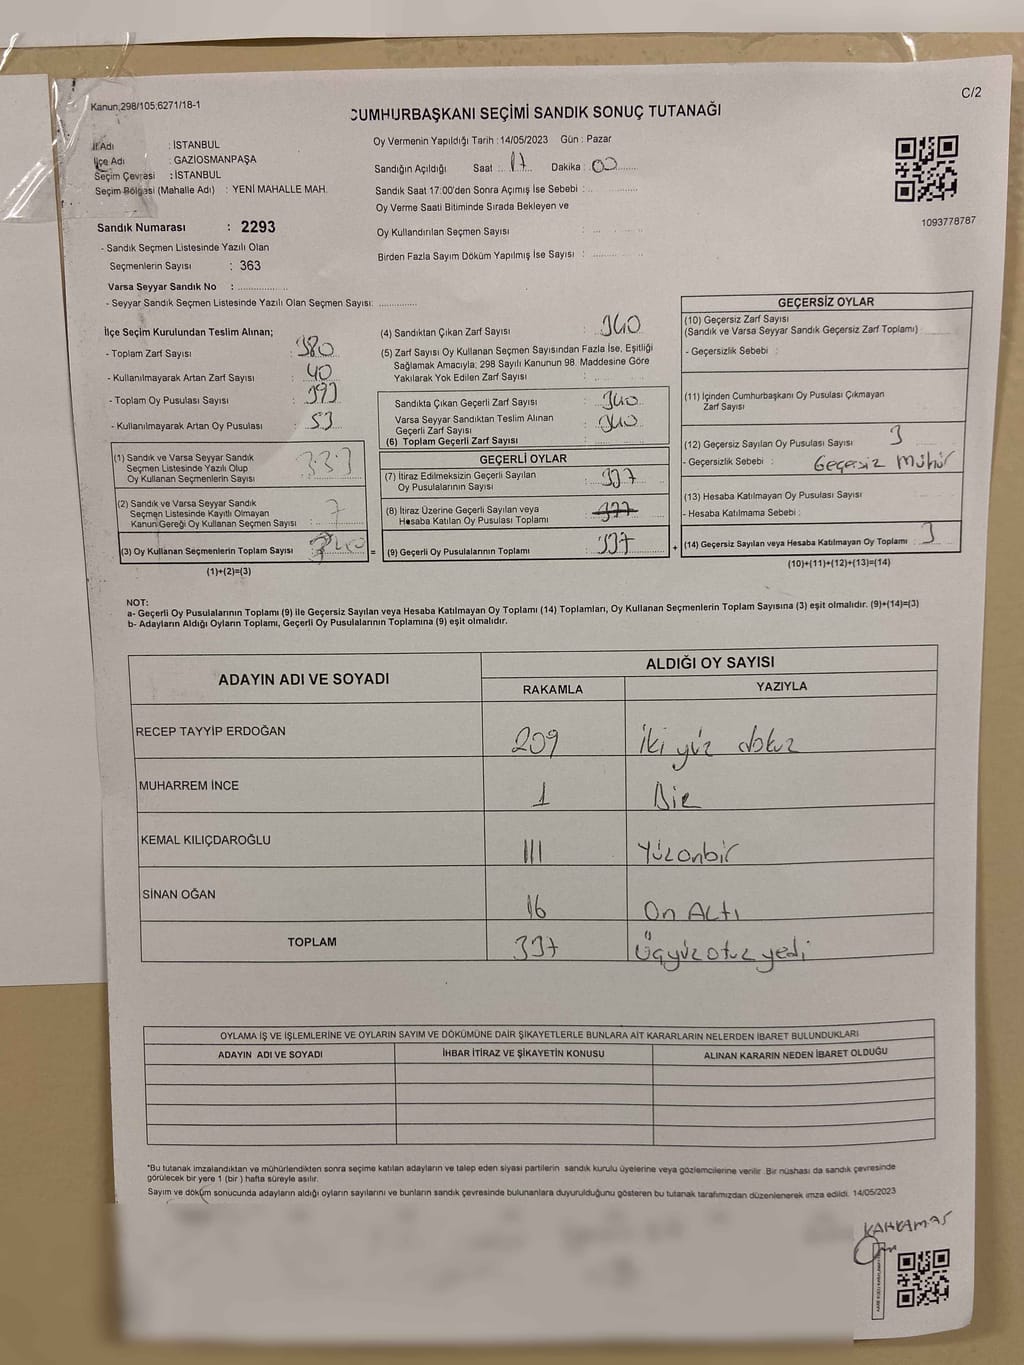 Kanun;298/105;6271/18-1
C/2
CUMHURBAŞKANI SEÇİMİ SANDIK SONUÇ TUTANAĞI
İl Adı : İSTANBUL
İlçe Adı : GAZİOSMANPAŞA
Seçim Çevresi : İSTANBUL
Seçim Bölgesi (Mahalle Adı) : YENİ MAHALLE MAH.
Sandık Numarası : 2293
- Sandık Seçmen Listesinde Yazılı Olan
Seçmenlerin Sayısı : 363
Varsa Seyyar Sandık No : ................
- Seyyar Sandık Seçmen Listesinde Yazılı Olan Seçmen Sayısı: ............
Oy Vermenin Yapıldığı Tarih : 14/05/2023 Gün : Pazar
Sandığın Açıldığı Saat : 17 Dakika : 00
Sandık Saat 17:00'den Sonra Açımış İse Sebebi :
Oy Verme Saati Bitiminde Sırada Bekleyen ve
Oy Kullandırılan Seçmen Sayısı :
Birden Fazla Sayım Döküm Yapılmış İse Sayısı :
1093778787
İlçe Seçim Kurulundan Teslim Alınan;
- Toplam Zarf Sayısı : 380
- Kullanılmayarak Artan Zarf Sayısı : 40
- Toplam Oy Pusulası Sayısı : 393
- Kullanılmayarak Artan Oy Pusulası : 53
(1) Sandık ve Varsa Seyyar Sandık
Seçmen Listesinde Yazılı Olup
Oy Kullanan Seçmenlerin Sayısı : 333
(2) Sandık ve Varsa Seyyar Sandık
Seçmen Listesinde Kayıtlı Olmayan
Kanun Gereği Oy Kullanan Seçmen Sayısı : 7
(3) Oy Kullanan Seçmenlerin Toplam Sayısı : 340 =
(1)+(2)=(3)
(4) Sandıktan Çıkan Zarf Sayısı : 340
(5) Zarf Sayısı Oy Kullanan Seçmen Sayısından Fazla İse, Eşitliği
Sağlamak Amacıyla, 298 Sayılı Kanunun 98. Maddesine Göre
Yakılarak Yok Edilen Zarf Sayısı :
Sandıkta Çıkan Geçerli Zarf Sayısı : 340
Varsa Seyyar Sandıktan Teslim Alınan
Geçerli Zarf Sayısı : 340
(6) Toplam Geçerli Zarf Sayısı :
GEÇERLİ OYLAR
(7) İtiraz Edilmeksizin Geçerli Sayılan
Oy Pusulalarının Sayısı : 337
(8) İtiraz Üzerine Geçerli Sayılan veya
Hesaba Katılan Oy Pusulası Toplamı :
(9) Geçerli Oy Pusulalarının Toplamı : 337 +
GEÇERSİZ OYLAR
(10) Geçersiz Zarf Sayısı
(Sandık ve Varsa Seyyar Sandık Geçersiz Zarf Toplamı)
- Geçersizlik Sebebi :
(11) İçinden Cumhurbaşkanı Oy Pusulası Çıkmayan
Zarf Sayısı
(12) Geçersiz Sayılan Oy Pusulası Sayısı 3
- Geçersizlik Sebebi : Geçersiz Mühür
(13) Hesaba Katılmayan Oy Pusulası Sayısı
- Hesaba Katılmama Sebebi :
(14) Geçersiz Sayılan veya Hesaba Katılmayan Oy Toplamı : 3
(10)+(11)+(12)+(13)=(14)
NOT:
a- Geçerli Oy Pusulalarının Toplamı (9) ile Geçersiz Sayılan veya Hesaba Katılmayan Oy Toplamı (14) Toplamları, Oy Kullanan Seçmenlerin Toplam Sayısına (3) eşit olmalıdır. (9)+(14)=(3)
b- Adayların Aldığı Oyların Toplamı, Geçerli Oy Pusulalarının Toplamına (9) eşit olmalıdır.
ADAYIN ADI VE SOYADI
ALDIĞI OY SAYISI
RAKAMLA YAZIYLA
RECEP TAYYİP ERDOĞAN 209 iki yüz dokuz
MUHARREM İNCE 1 Bir
KEMAL KILIÇDAROĞLU 111 Yüzonbir
SİNAN OĞAN 16 On Altı
TOPLAM 337 Üçyüzotuz yedi
OYLAMA İŞ VE İŞLEMLERİNE VE OYLARIN SAYIM VE DÖKÜMÜNE DAİR ŞİKAYETLERLE BUNLARA AİT KARARLARIN NELERDEN İBARET BULUNDUKLARI
ADAYIN ADI VE SOYADI İHBAR İTİRAZ VE ŞİKAYETİN KONUSU ALINAN KARARIN NEDEN İBARET OLDUĞU
*Bu tutanak imzalandıktan ve mühürlendikten sonra seçime katılan adayların ve talep eden siyasi partilerin sandık kurulu üyelerine veya gözlemcilerine verilir. Bir nüshası da sandık çevresinde
görülecek bir yere 1 (bir) hafta süreyle asılır.
Sayım ve döküm sonucunda adayların aldığı oyların sayılarını ve bunların sandık çevresinde bulunanlara duyurulduğunu gösteren bu tutanak tarafımızdan düzenlenerek imza edildi. 14/05/2023